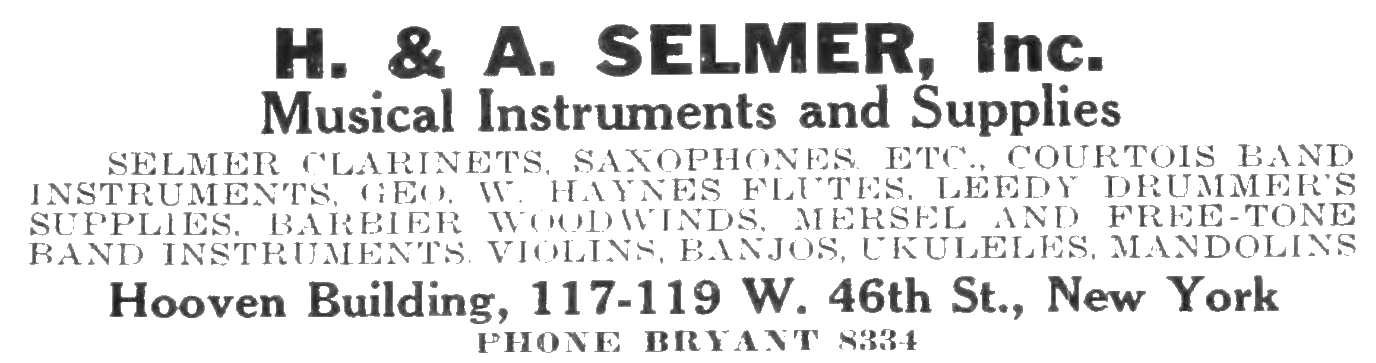 H. & A. SELMER, Inc.
Musical Instruments and Supplies
SELMER CLARINETS, SAXOPHONES, ETC., COURTOIS BAND
INSTRUMENTS, GEO. W. HAYNES FLUTES, LEEDY DRUMMER'S
SUPPLIES, BARBIER WOODWINDS, MERSEL AND FREE-TONE
BAND INSTRUMENTS, VIOLINS, BANJOS, UKULELES, MANDOLINS
Hooven Building, 117-119 W. 46th St., New York
PHONE BRYANT 8334